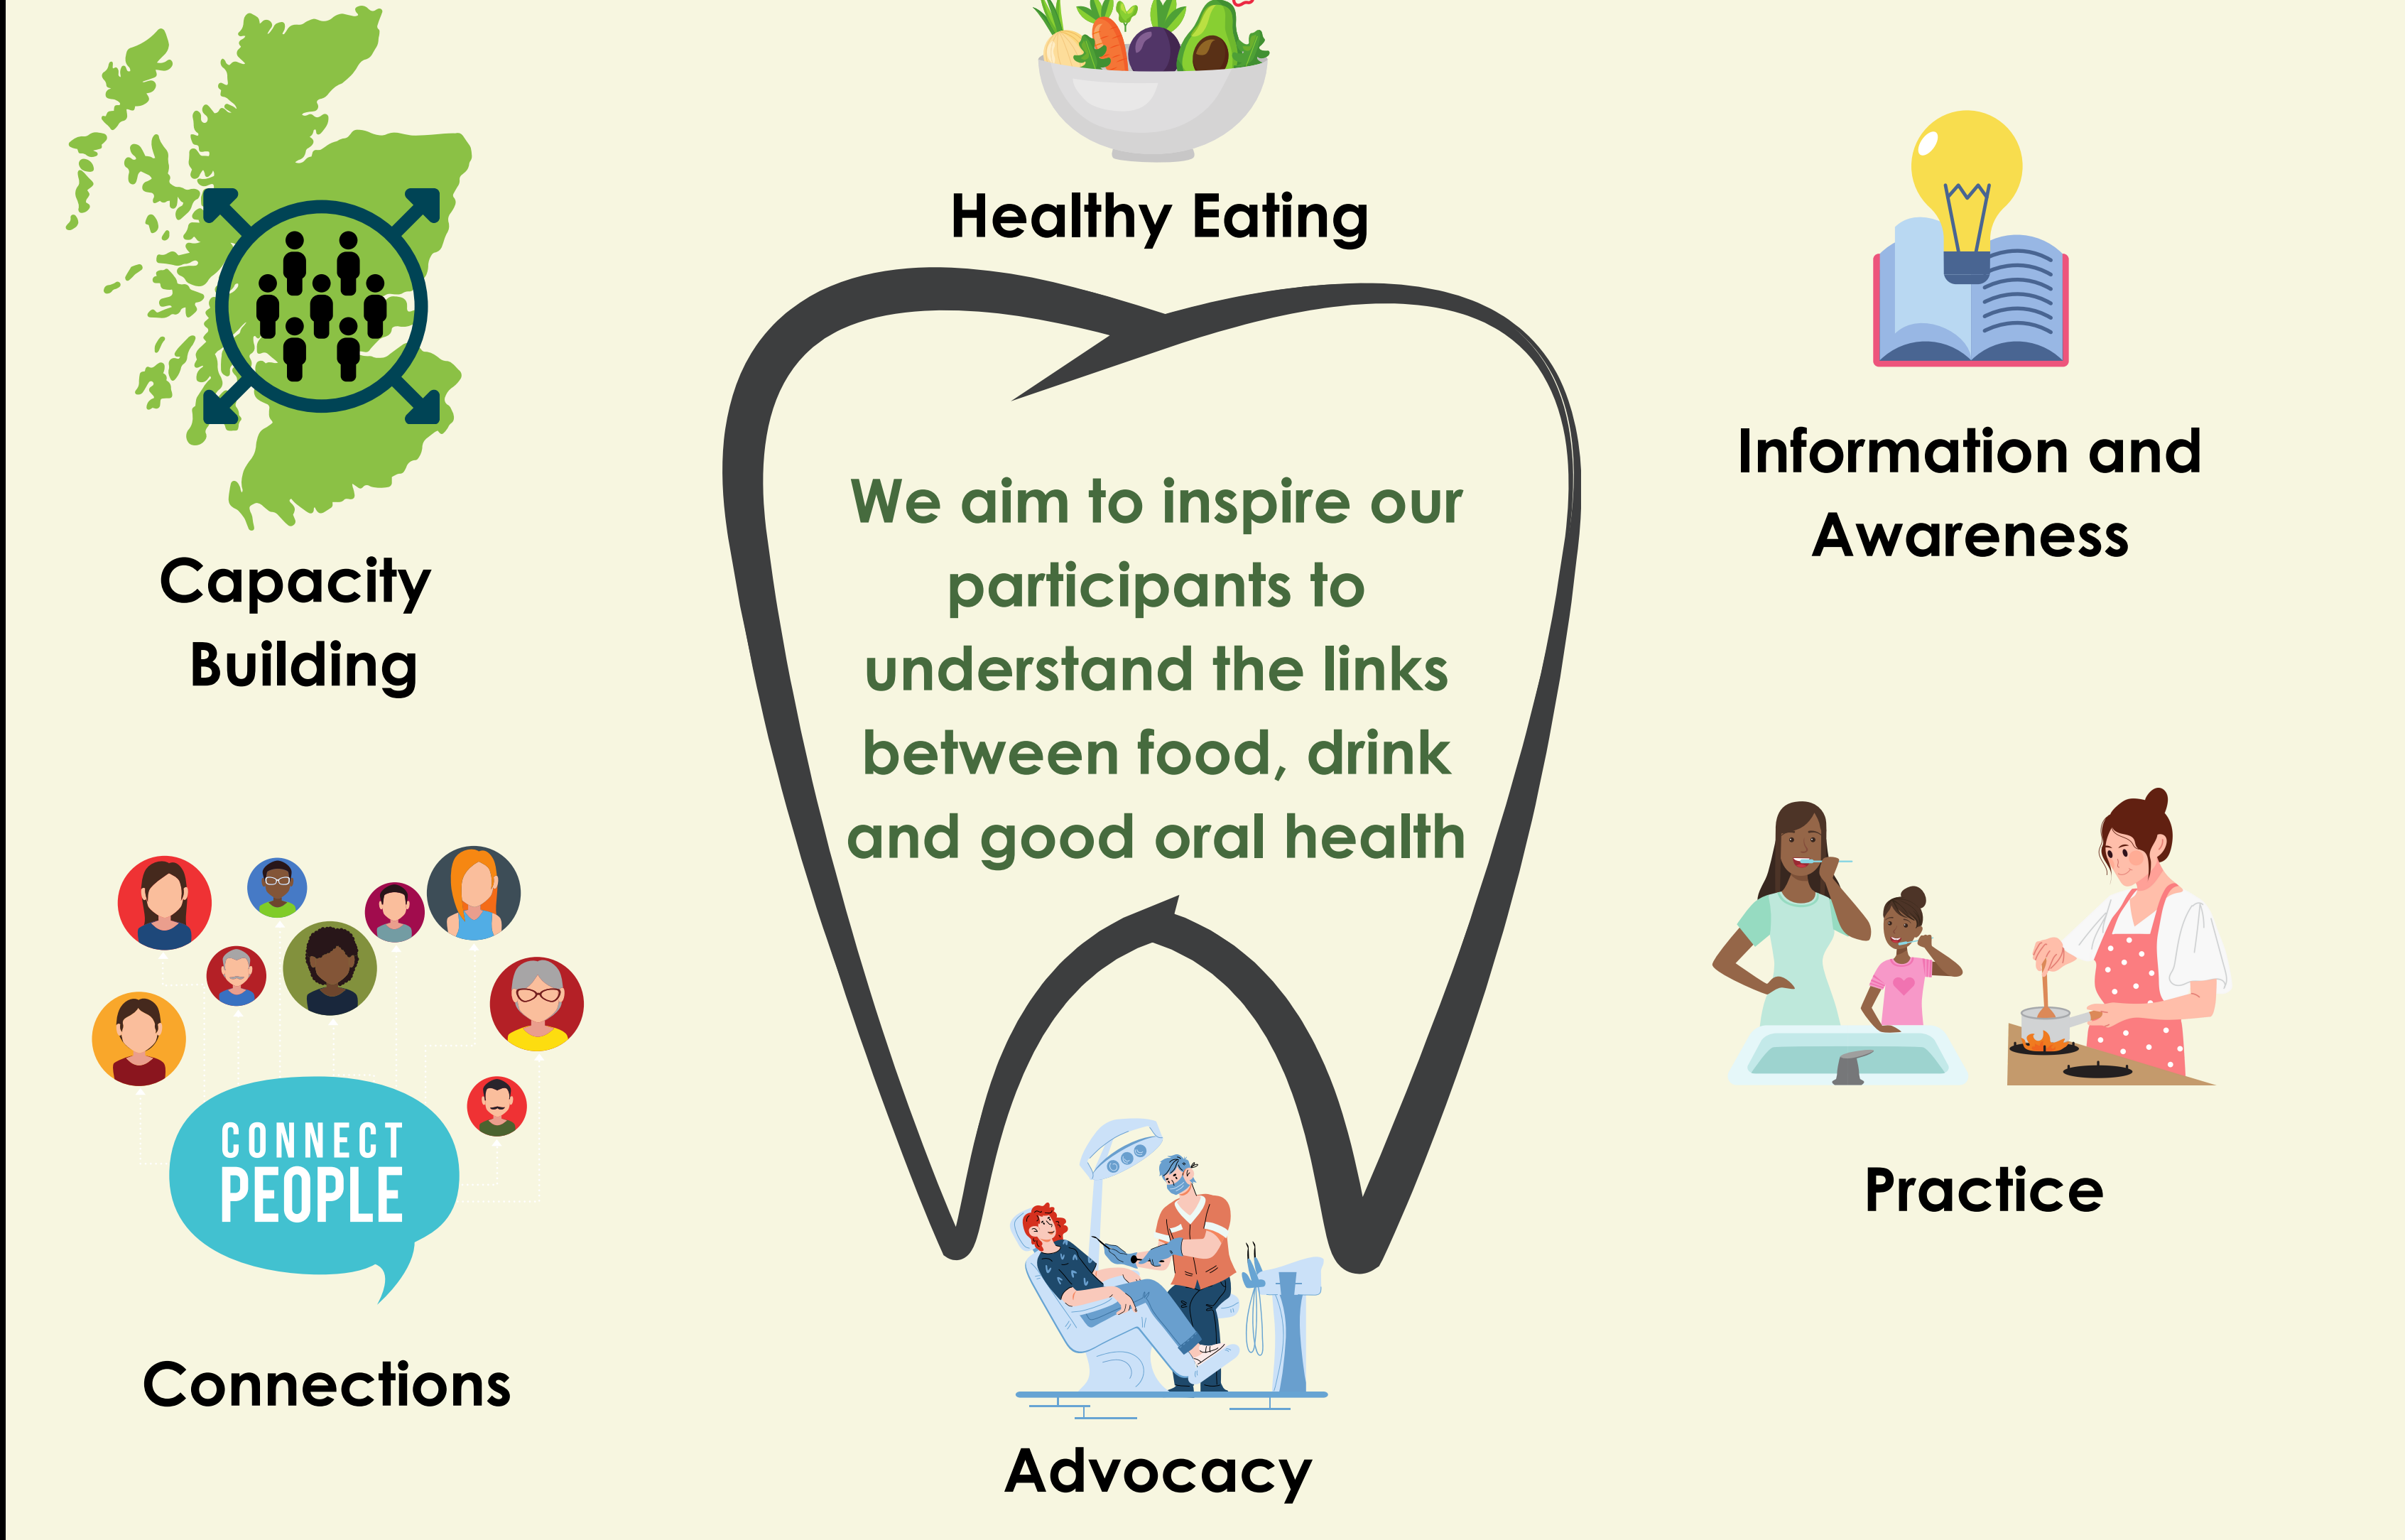 Healthy Eating
Information and
Awareness
Capacity
Building
We aim to inspire our
participants to
understand the links
between food, drink
and good oral health
CONNECT
PEOPLE
Practice
Connections
Advocacy